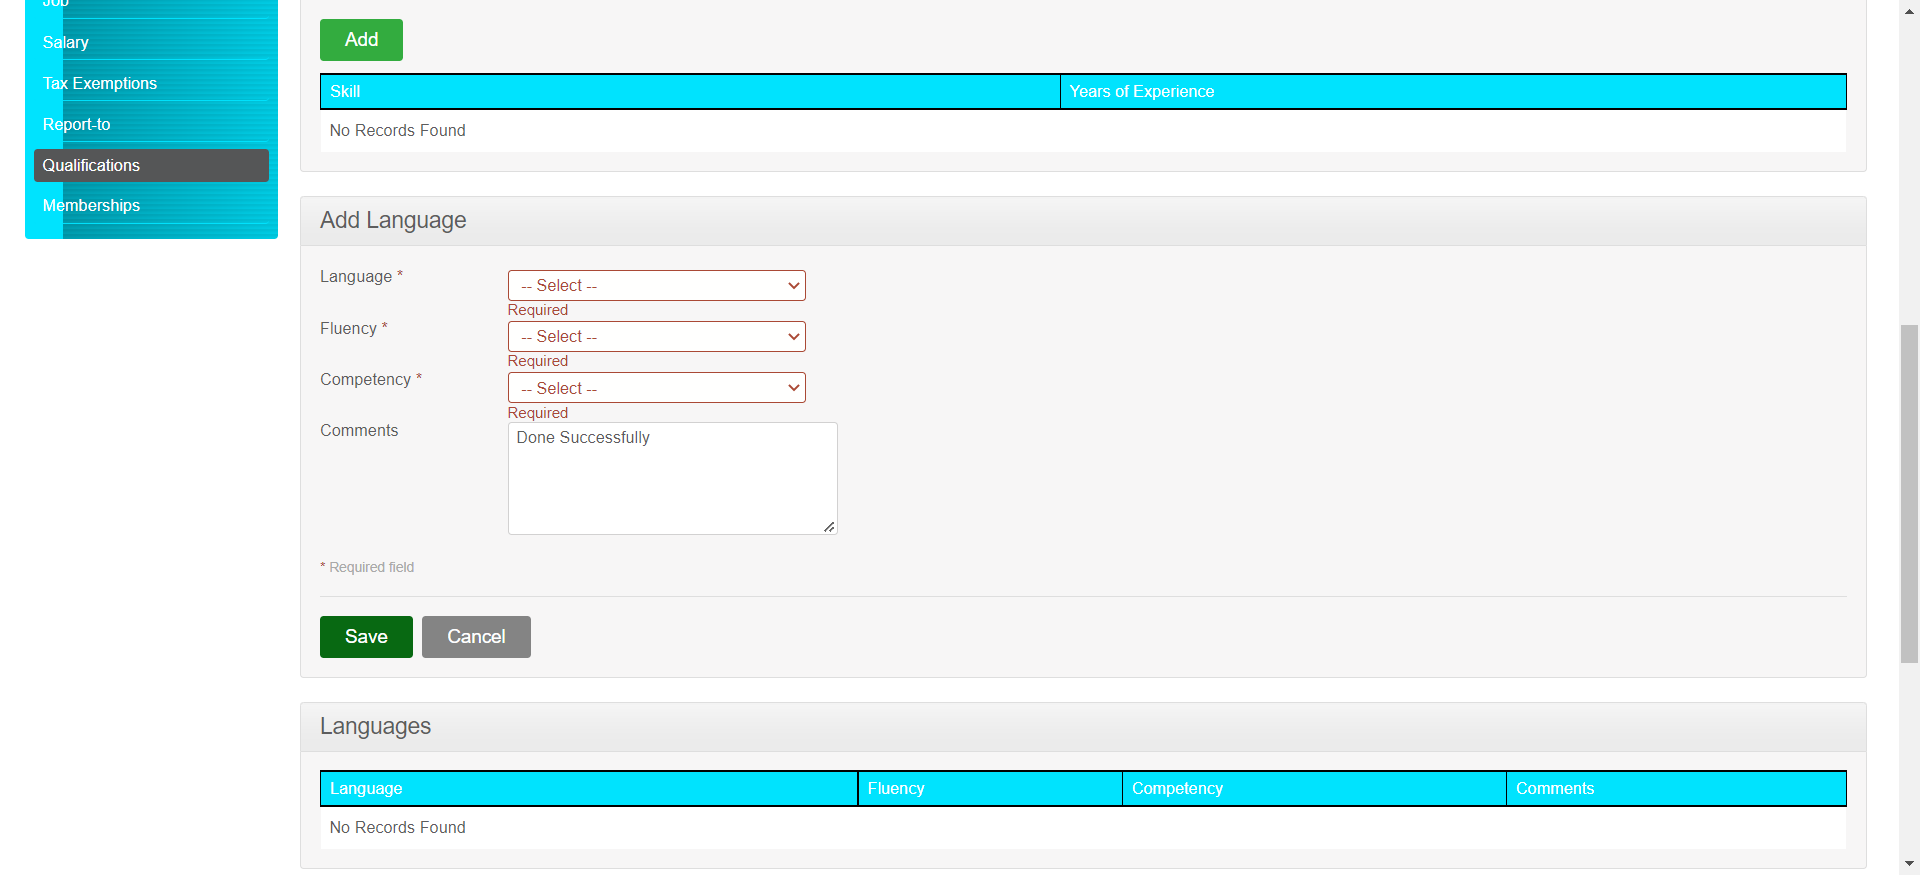 Job
Salary
Tax Exemptions
Report-to
Qualifications
Memberships
Add
Skill Years of Experience
No Records Found
Add Language
Language *
-- Select --
Required
Fluency *
-- Select --
Required
Competency *
-- Select --
Required
Comments
Done Successfully
* Required field
Save Cancel
Languages
Language Fluency Competency Comments
No Records Found